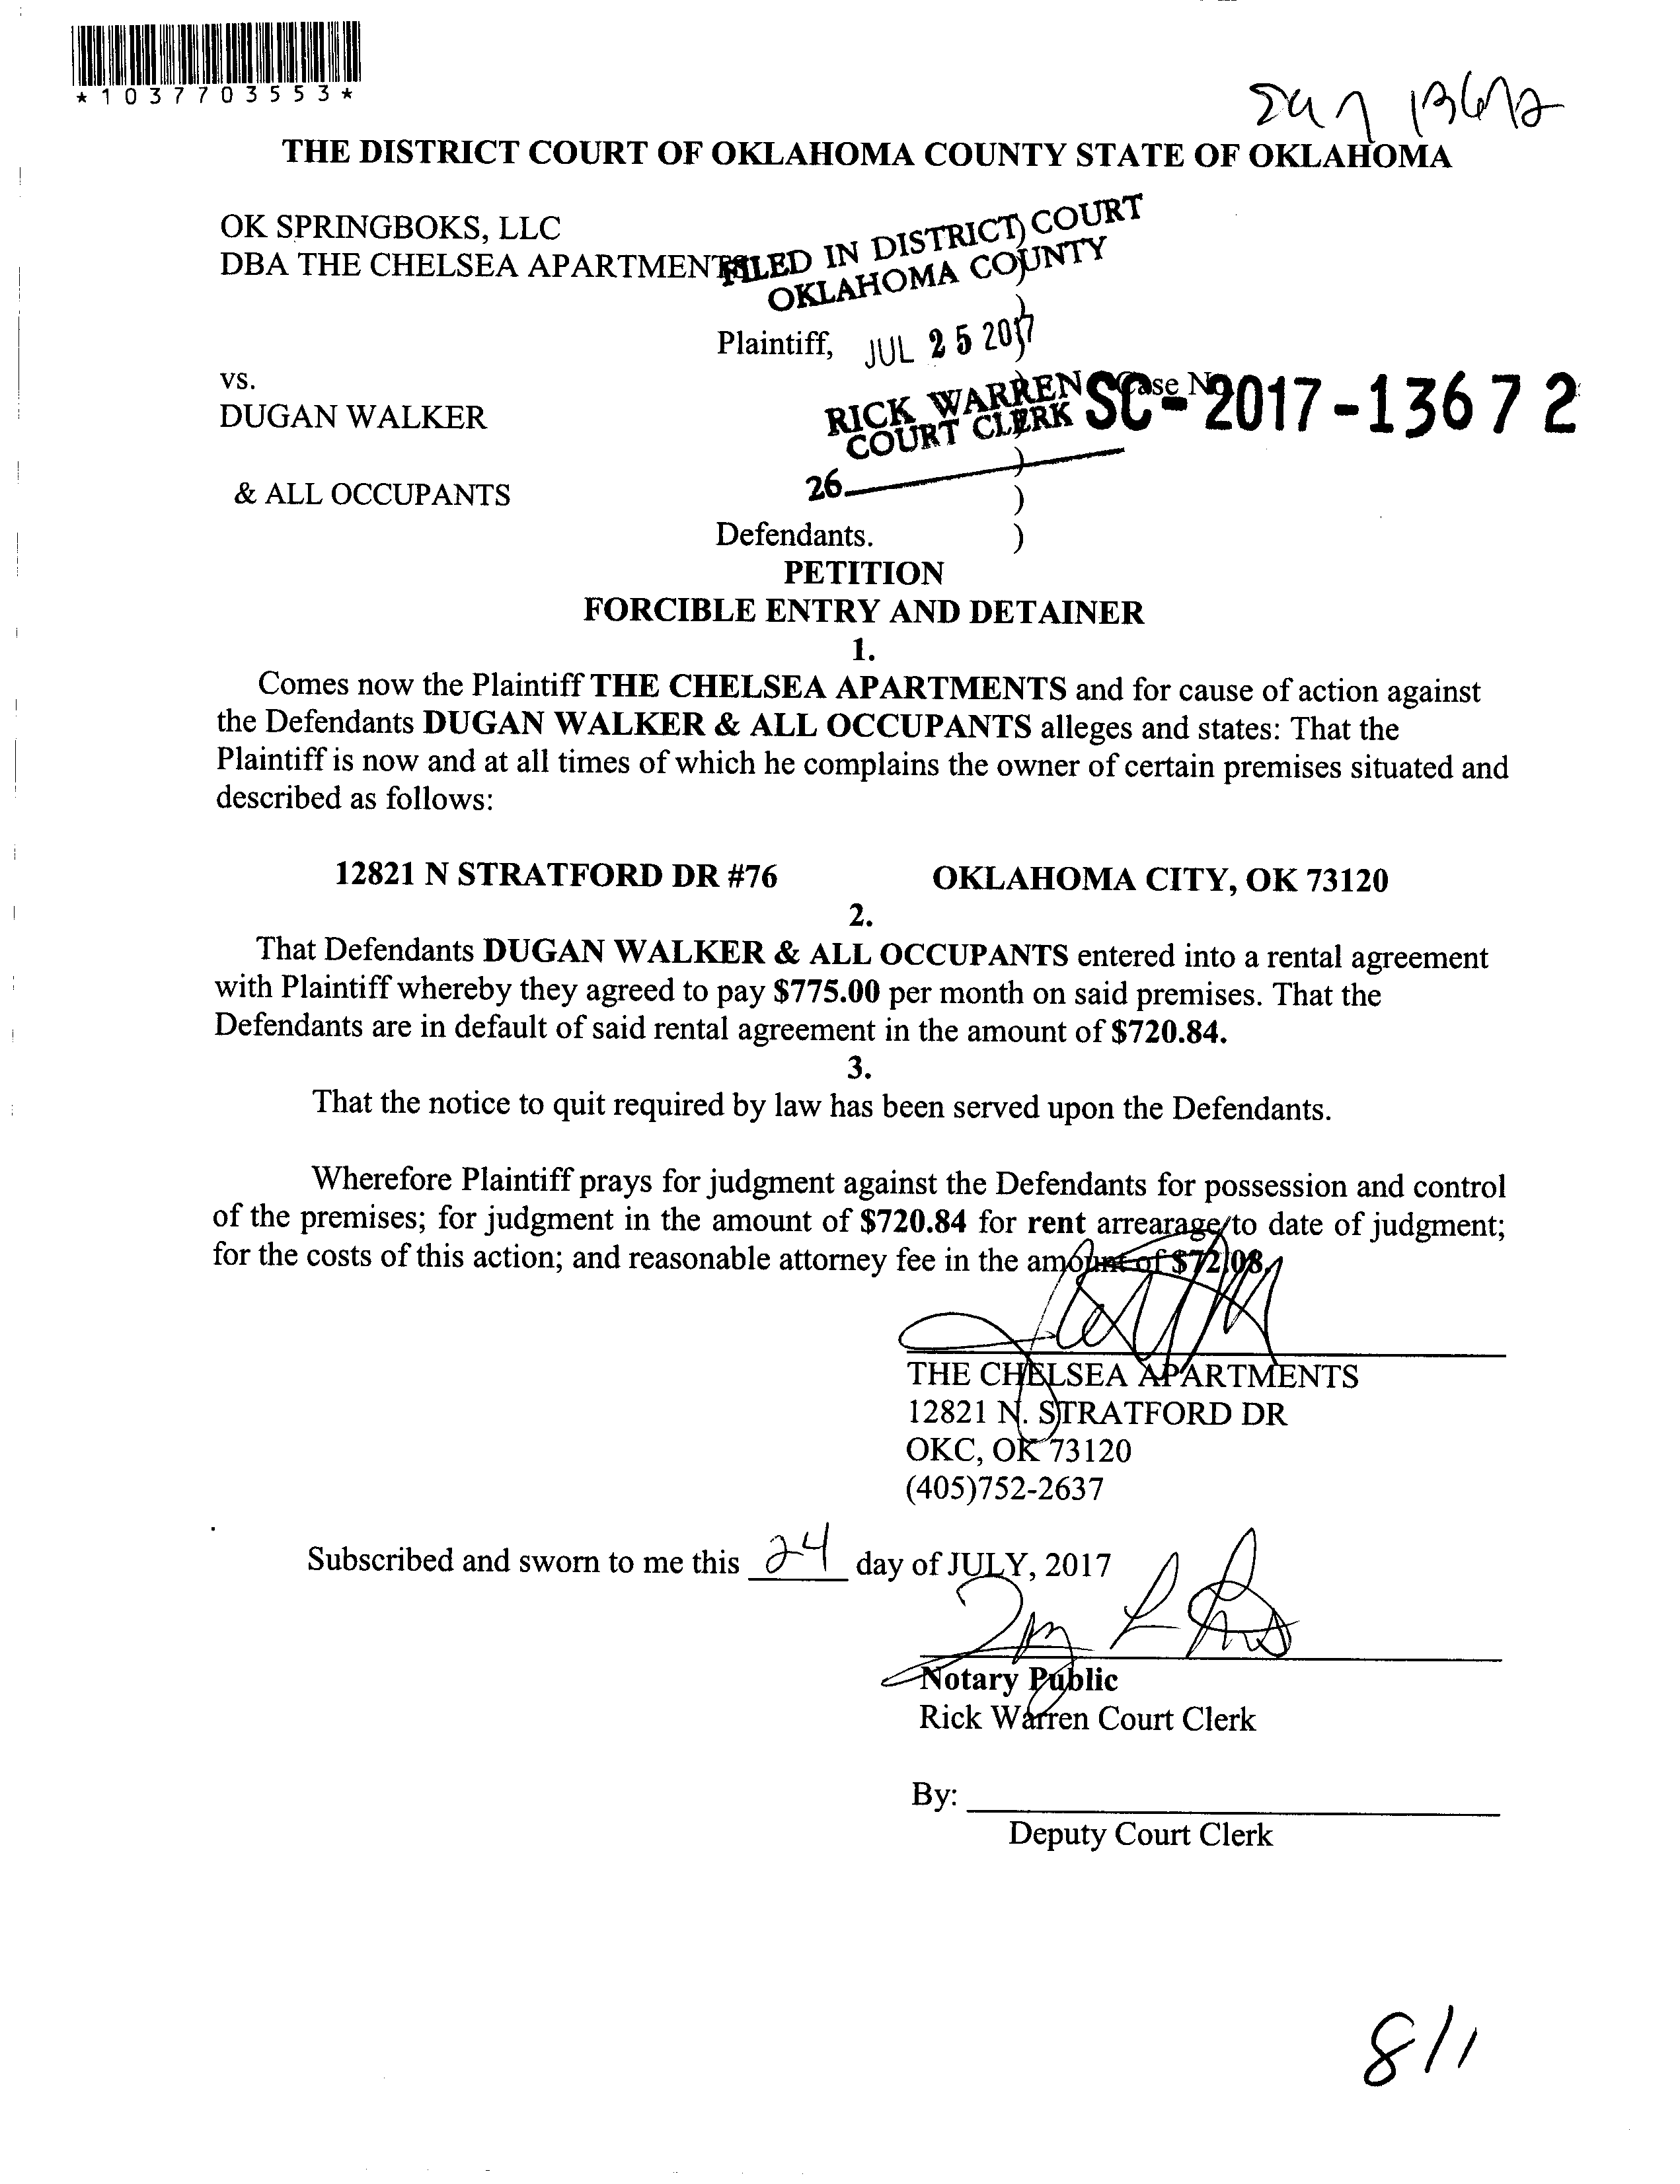 *1037703553*
THE DISTRICT COURT OF OKLAHOMA COUNTY STATE OF OKLAHOMA
OK SPRINGBOKS, LLC )
DBA THE CHELSEA APARTMENTS )
FILED IN DISTRICT COURT
OKLAHOMA COUNTY
)
Plaintiff, )
JUL 25 2017
vs. ) Case No
RICK WARREN
COURT CLERK
SC-2017-13672
DUGAN WALKER )
)
26
& ALL OCCUPANTS )
Defendants. )
PETITION
FORCIBLE ENTRY AND DETAINER
1.
Comes now the Plaintiff THE CHELSEA APARTMENTS and for cause of action against
the Defendants DUGAN WALKER & ALL OCCUPANTS alleges and states: That the
Plaintiff is now and at all times of which he complains the owner of certain premises situated and
described as follows:
12821 N STRATFORD DR #76 OKLAHOMA CITY, OK 73120
2.
That Defendants DUGAN WALKER & ALL OCCUPANTS entered into a rental agreement
with Plaintiff whereby they agreed to pay $775.00 per month on said premises. That the
Defendants are in default of said rental agreement in the amount of $720.84.
3.
That the notice to quit required by law has been served upon the Defendants.
Wherefore Plaintiff prays for judgment against the Defendants for possession and control
of the premises; for judgment in the amount of $720.84 for rent arrearage to date of judgment;
for the costs of this action; and reasonable attorney fee in the amount of $72.08.
THE CHELSEA APARTMENTS
12821 N. STRATFORD DR
OKC, OK 73120
(405)752-2637
Subscribed and sworn to me this 24 day of JULY, 2017
Notary Public
Rick Warren Court Clerk
By:
Deputy Court Clerk
8/1